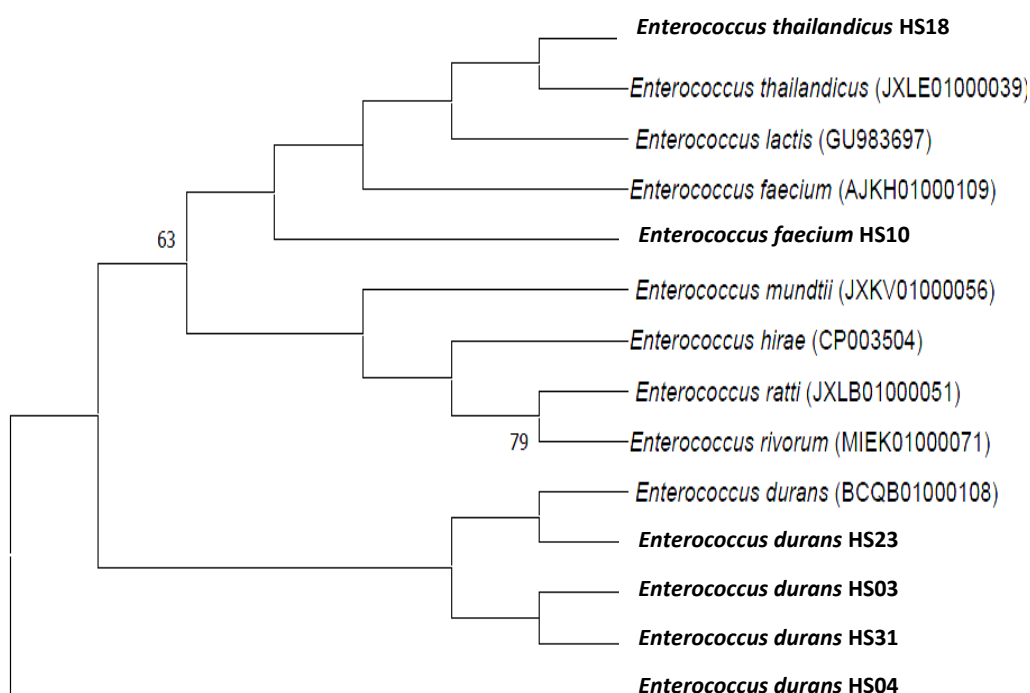 Enterococcus thailandicus HS18
Enterococcus thailandicus (JXLE01000039)
Enterococcus lactis (GU983697)
Enterococcus faecium (AJKH01000109)
63
Enterococcus faecium HS10
Enterococcus mundtii (JXKV01000056)
Enterococcus hirae (CP003504)
Enterococcus ratti (JXLB01000051)
79
Enterococcus rivorum (MIEK01000071)
Enterococcus durans (BCQB01000108)
Enterococcus durans HS23
Enterococcus durans HS03
Enterococcus durans HS31
Enterococcus durans HS04